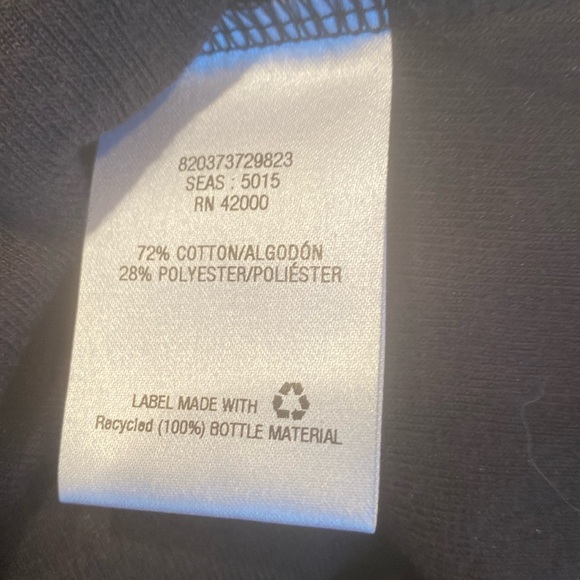 820373729823
SEAS : 5015
RN 42000
72% COTTON/ALGODÓN
28% POLYESTER/POLIÉSTER
LABEL MADE WITH
Recycled (100%) BOTTLE MATERIAL